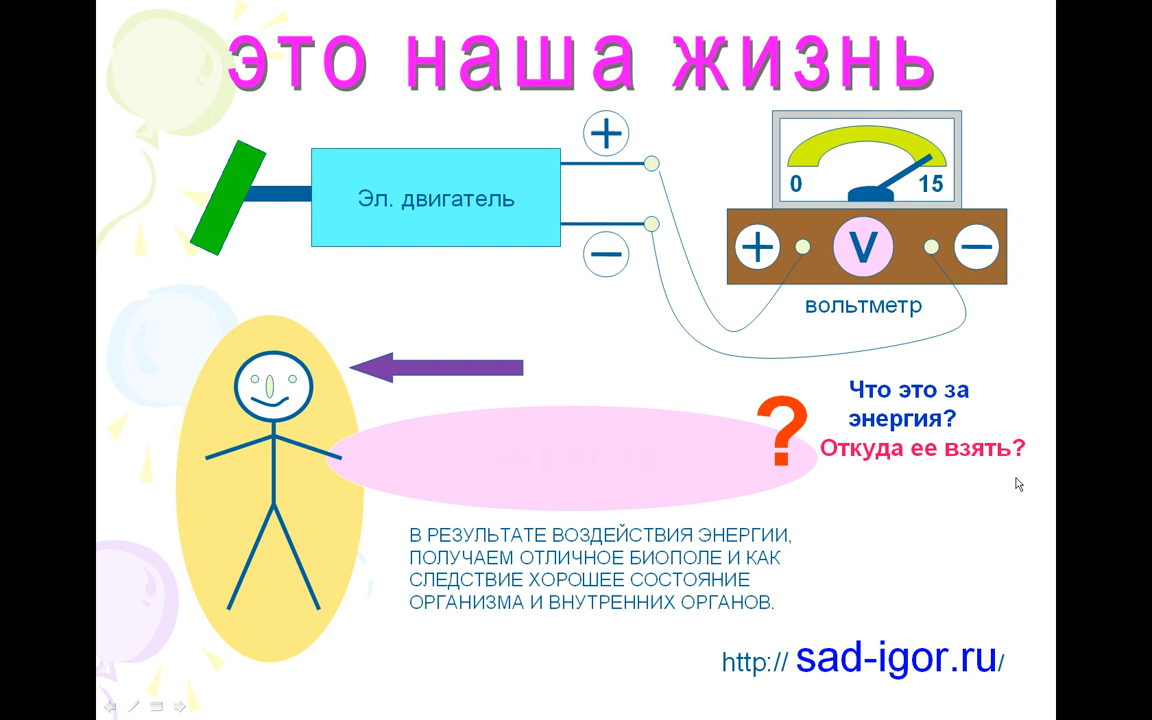 это наша жизнь
+
Эл. двигатель
−
0 15
+ V −
вольтметр
?
Что это за
энергия?
Откуда ее взять?
В РЕЗУЛЬТАТЕ ВОЗДЕЙСТВИЯ ЭНЕРГИИ,
ПОЛУЧАЕМ ОТЛИЧНОЕ БИОПОЛЕ И КАК
СЛЕДСТВИЕ ХОРОШЕЕ СОСТОЯНИЕ
ОРГАНИЗМА И ВНУТРЕННИХ ОРГАНОВ.
http:// sad-igor.ru/